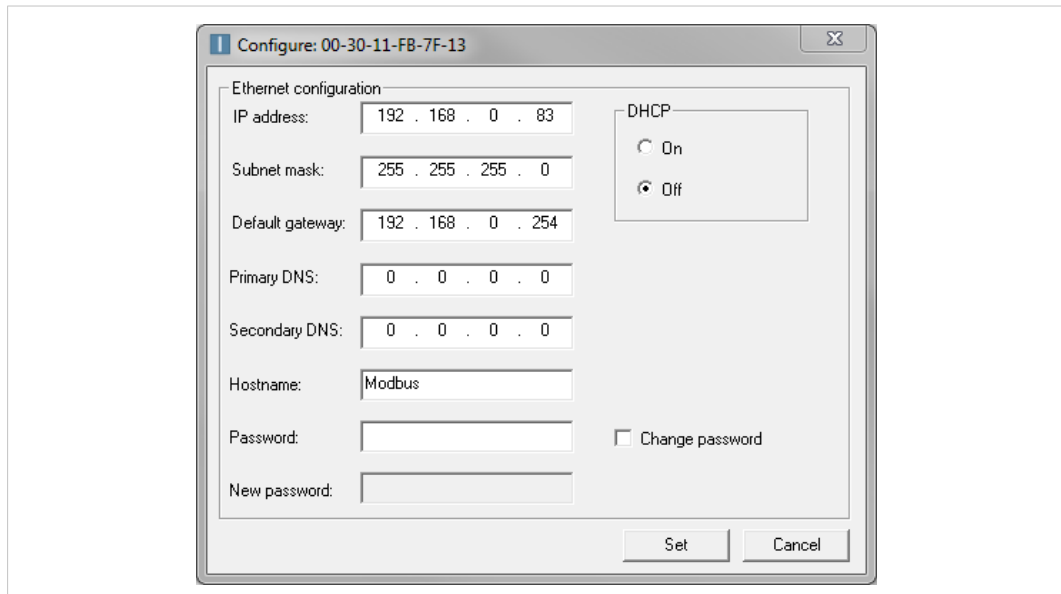 Configure: 00-30-11-FB-7F-13
Ethernet configuration
IP address: 192 . 168 . 0 . 83
DHCP
On
Subnet mask: 255 . 255 . 255 . 0
Off
Default gateway: 192 . 168 . 0 . 254
Primary DNS: 0 . 0 . 0 . 0
Secondary DNS: 0 . 0 . 0 . 0
Hostname: Modbus
Password: Change password
New password:
Set Cancel